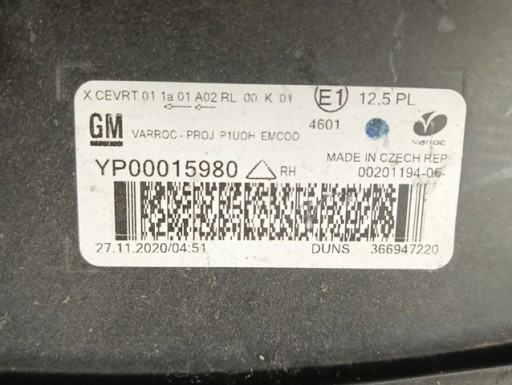 X CEVRT 01 1a 01 A02 RL 00 K 01 E1 12,5 PL
GM VARROC - PROJ P1UOH EMCOO 4601 varroc
YP00015980 RH MADE IN CZECH REP
00201194-06-
27.11.2020/04:51 DUNS 366947220